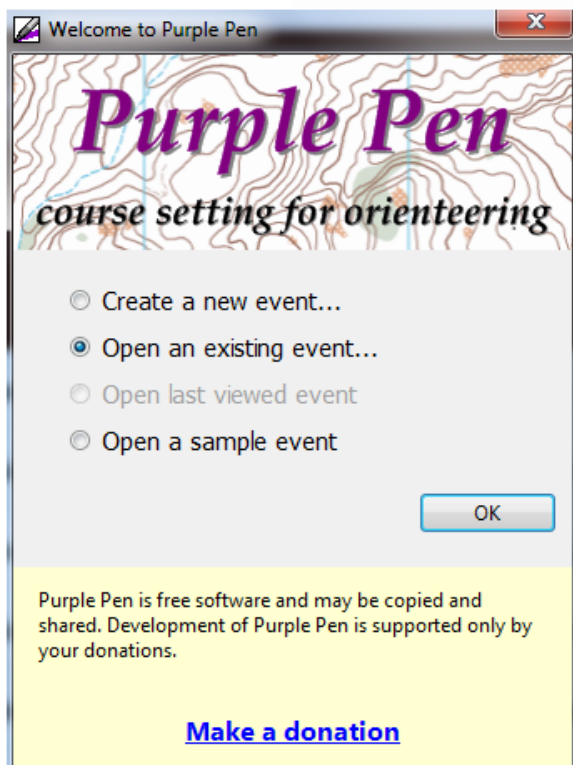 Welcome to Purple Pen
Purple Pen
course setting for orienteering
Create a new event...
Open an existing event...
Open last viewed event
Open a sample event
OK
Purple Pen is free software and may be copied and
shared. Development of Purple Pen is supported only by
your donations.
Make a donation